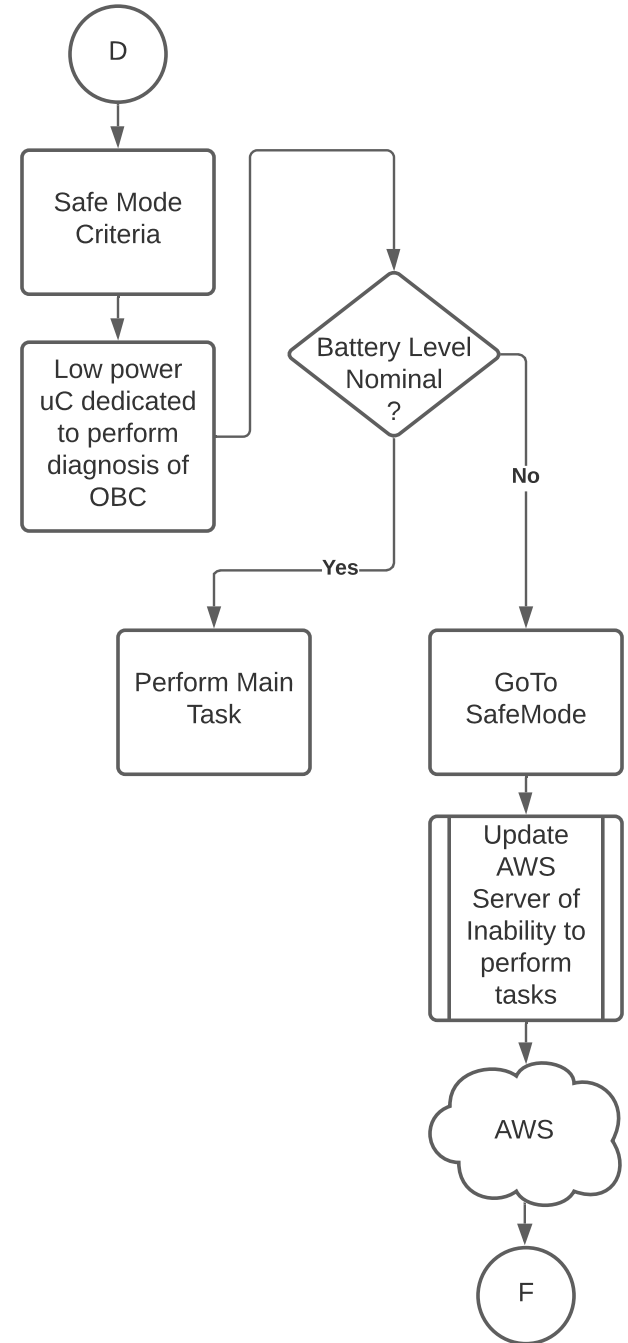 D
Safe Mode
Criteria
Low power
uC dedicated
to perform
diagnosis of
OBC
Battery Level
Nominal
?
No
Yes
Perform Main
Task
GoTo
SafeMode
Update
AWS
Server of
Inability to
perform
tasks
AWS
F